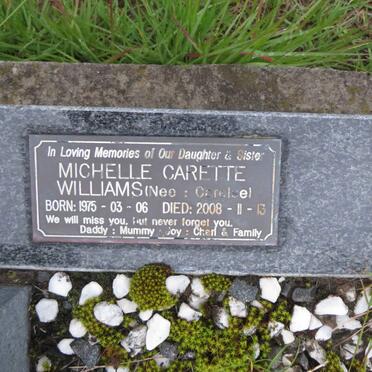 In Loving Memories of Our Daughter & Sister
MICHELLE CARETTE
WILLIAMS (Nee : Carelse)
BORN: 1975 - 03 - 06 DIED: 2008 - 11 - 13
We will miss you, but never forget you.
Daddy : Mummy : Joy : Cheri & Family